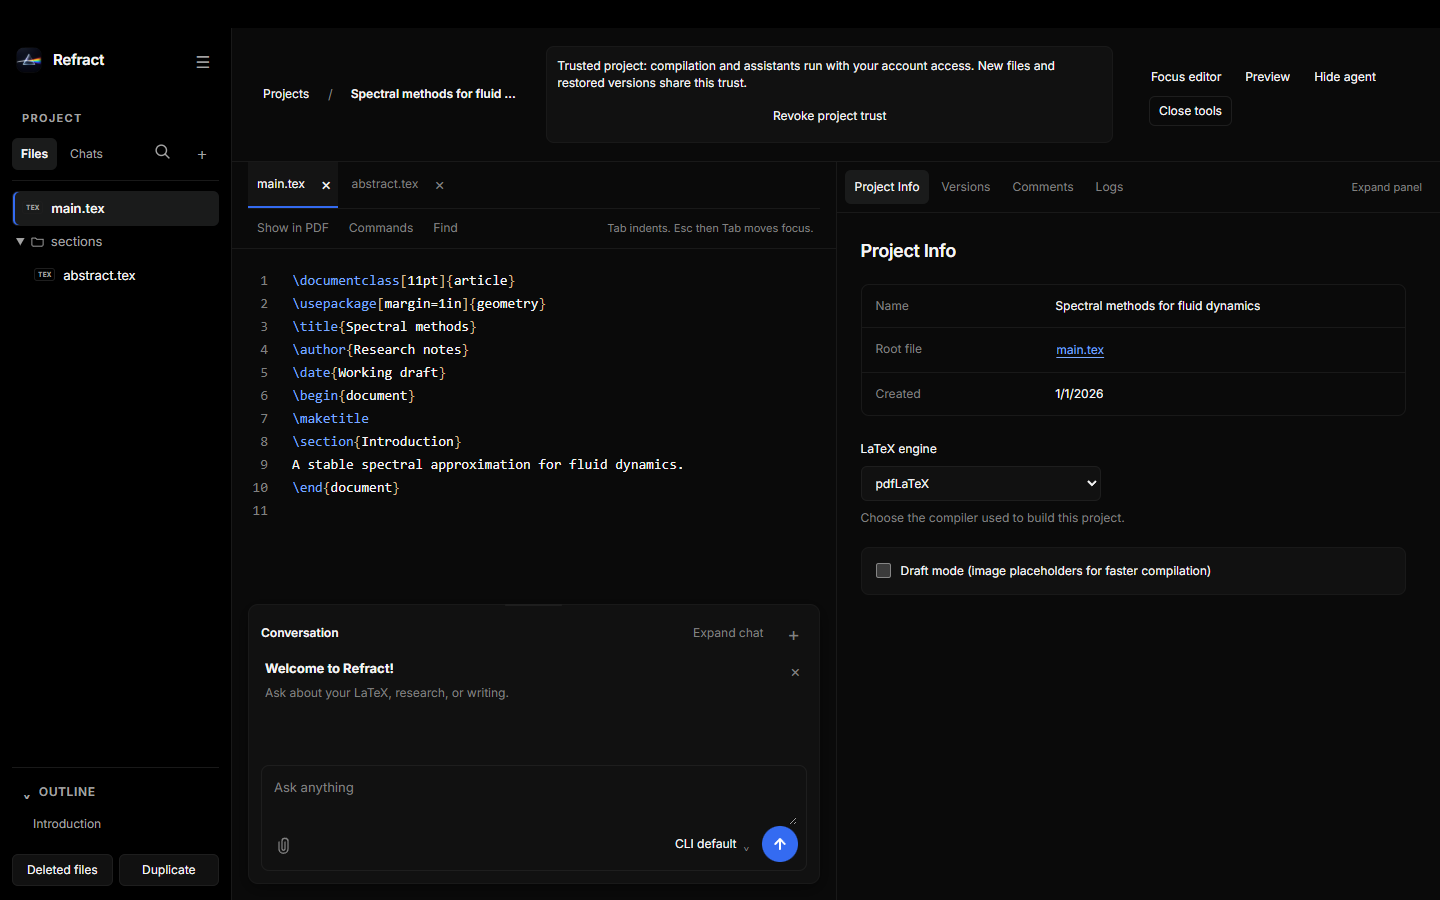 Refract
PROJECT
Files
Chats
+
TEX main.tex
sections
TEX abstract.tex
OUTLINE
Introduction
Deleted files
Duplicate
Projects / Spectral methods for fluid ...
Trusted project: compilation and assistants run with your account access. New files and
restored versions share this trust.
Revoke project trust
Focus editor
Preview
Hide agent
Close tools
main.tex ×
abstract.tex ×
Show in PDF
Commands
Find
Tab indents. Esc then Tab moves focus.
1 \documentclass[11pt]{article}
2 \usepackage[margin=1in]{geometry}
3 \title{Spectral methods}
4 \author{Research notes}
5 \date{Working draft}
6 \begin{document}
7 \maketitle
8 \section{Introduction}
9 A stable spectral approximation for fluid dynamics.
10 \end{document}
11
Conversation
Expand chat
+
Welcome to Refract!
×
Ask about your LaTeX, research, or writing.
Ask anything
CLI default
Project Info
Versions
Comments
Logs
Expand panel
Project Info
Name Spectral methods for fluid dynamics
Root file main.tex
Created 1/1/2026
LaTeX engine
pdfLaTeX
Choose the compiler used to build this project.
Draft mode (image placeholders for faster compilation)